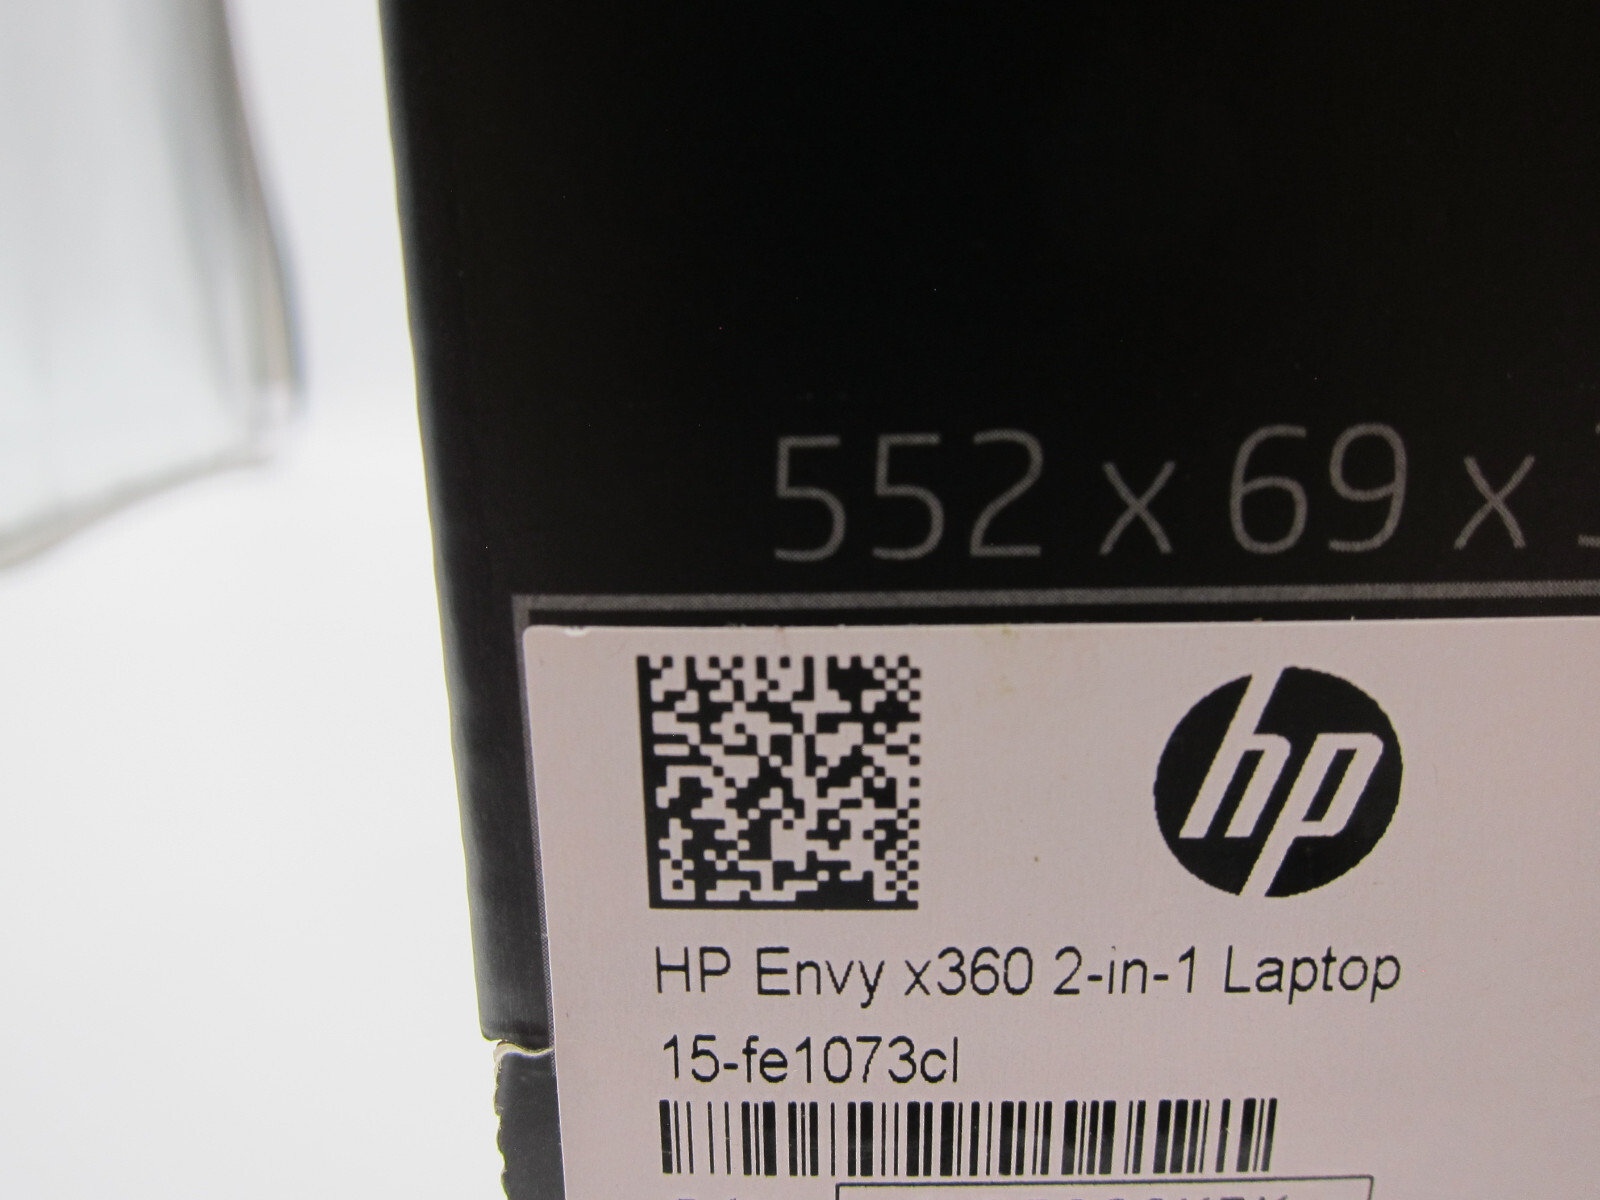 552 x 69 x
hp
HP Envy x360 2-in-1 Laptop
15-fe1073cl